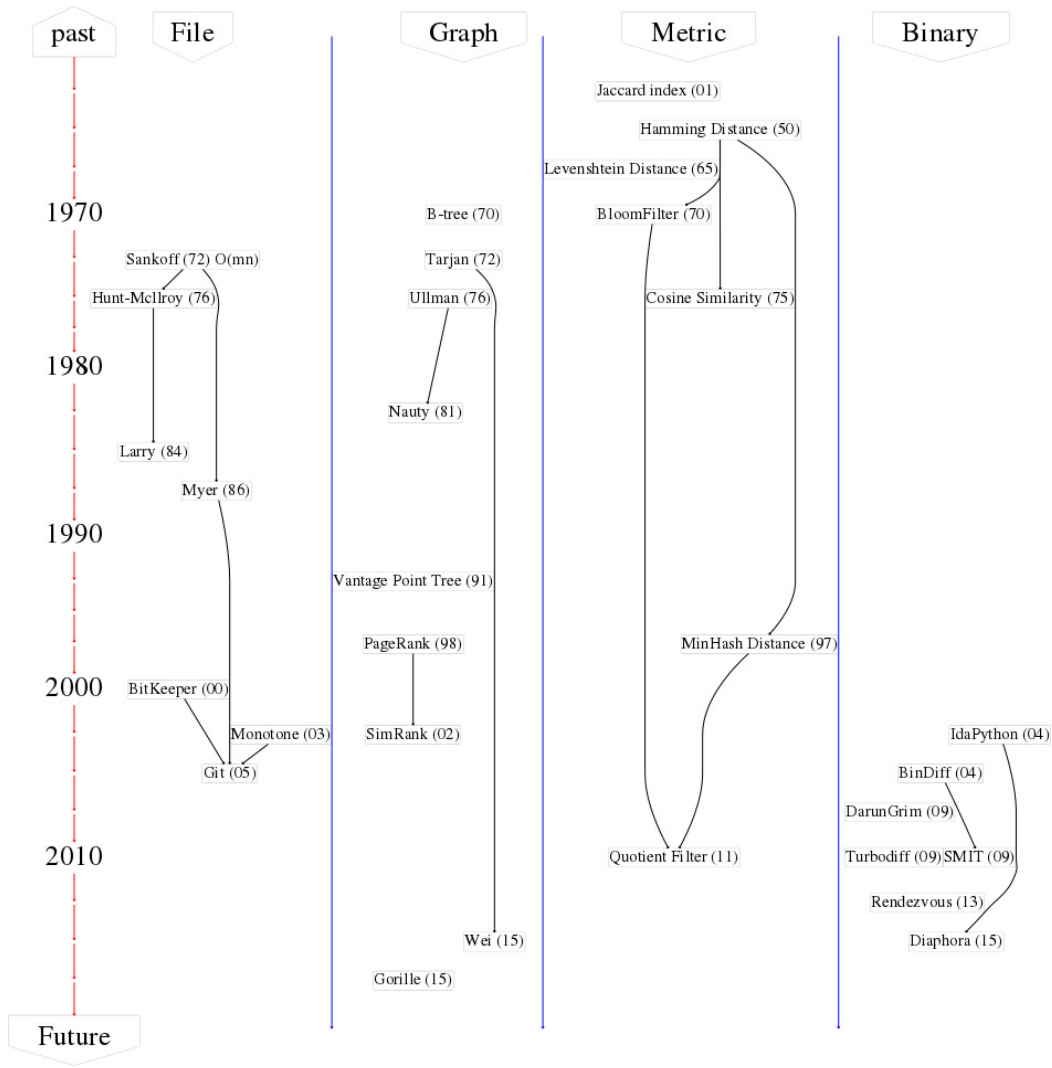 past
File
Graph
Metric
Binary
Jaccard index (01)
Hamming Distance (50)
Levenshtein Distance (65)
1970
B-tree (70)
BloomFilter (70)
Sankoff (72) O(mn)
Tarjan (72)
Hunt-McIlroy (76)
Ullman (76)
Cosine Similarity (75)
1980
Nauty (81)
Larry (84)
Myer (86)
1990
Vantage Point Tree (91)
PageRank (98)
MinHash Distance (97)
2000
BitKeeper (00)
Monotone (03)
SimRank (02)
IdaPython (04)
Git (05)
BinDiff (04)
DarunGrim (09)
2010
Quotient Filter (11)
Turbodiff (09)
SMIT (09)
Rendezvous (13)
Wei (15)
Diaphora (15)
Gorille (15)
Future